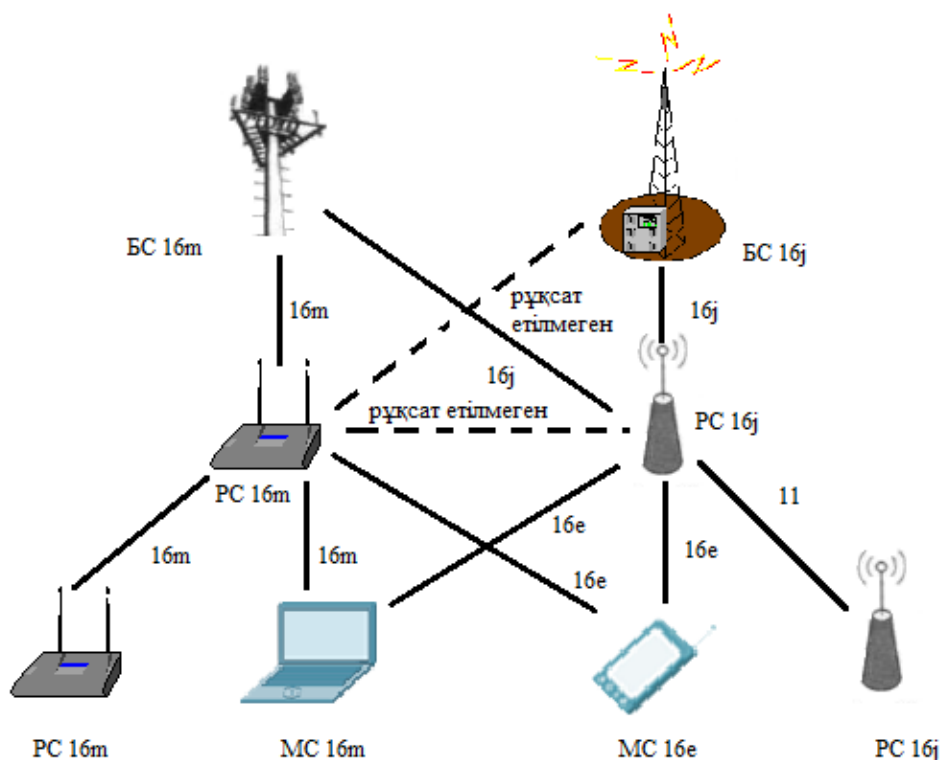 БС 16m
БС 16j
16m
рұқсат
етілмеген
16j
16j
рұқсат етілмеген
РС 16j
РС 16m
11
16e
16m
16m
16e
16e
РС 16m
МС 16m
МС 16e
РС 16j